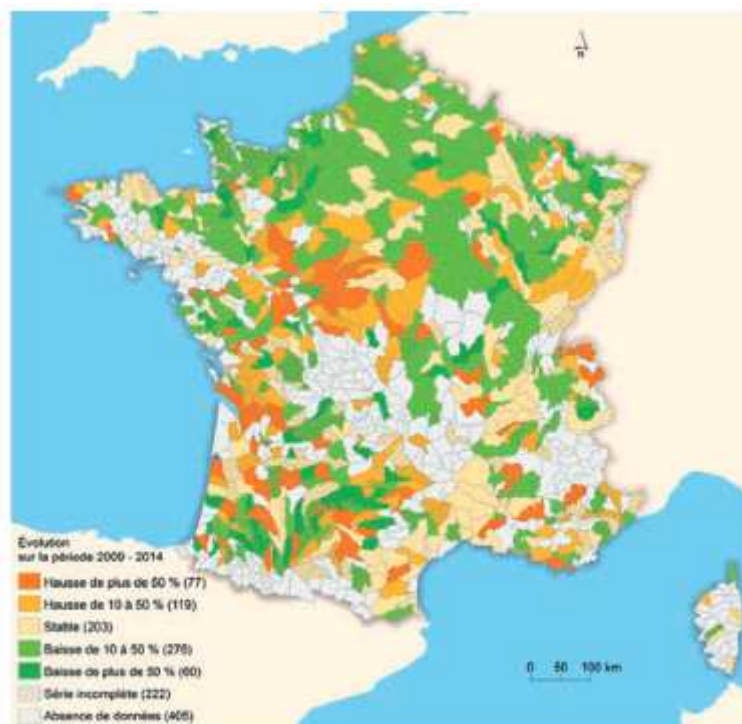 N
Évolution
sur la période 2009 - 2014
Hausse de plus de 50 % (77)
Hausse de 10 à 50 % (119)
Stable (203)
Baisse de 10 à 50 % (276)
Baisse de plus de 50 % (60)
Série incomplète (222)
Absence de données (405)
0 50 100 km